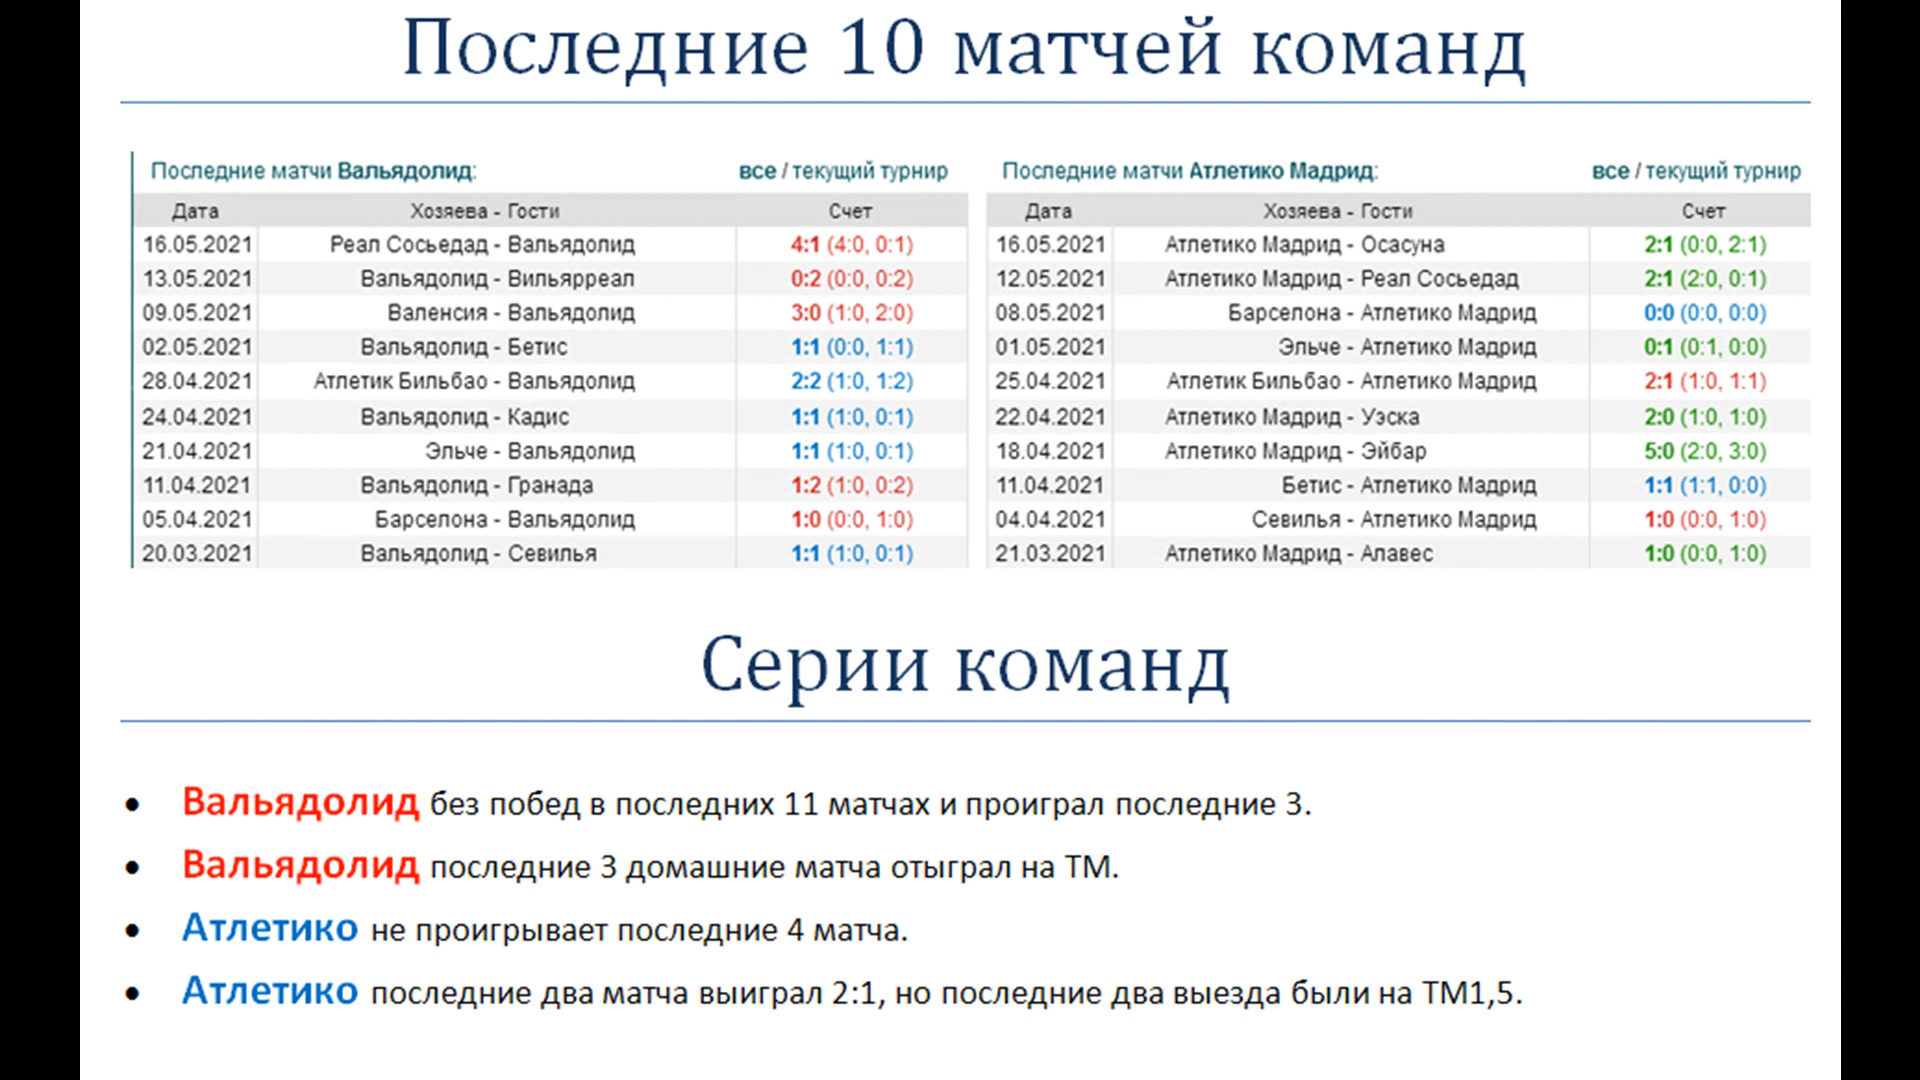 Последние 10 матчей команд
Последние матчи Вальядолид: все / текущий турнир
Дата Хозяева - Гости Счет
16.05.2021 Реал Сосьедад - Вальядолид 4:1 (4:0, 0:1)
13.05.2021 Вальядолид - Вильярреал 0:2 (0:0, 0:2)
09.05.2021 Валенсия - Вальядолид 3:0 (1:0, 2:0)
02.05.2021 Вальядолид - Бетис 1:1 (0:0, 1:1)
28.04.2021 Атлетик Бильбао - Вальядолид 2:2 (1:0, 1:2)
24.04.2021 Вальядолид - Кадис 1:1 (1:0, 0:1)
21.04.2021 Эльче - Вальядолид 1:1 (1:0, 0:1)
11.04.2021 Вальядолид - Гранада 1:2 (1:0, 0:2)
05.04.2021 Барселона - Вальядолид 1:0 (0:0, 1:0)
20.03.2021 Вальядолид - Севилья 1:1 (1:0, 0:1)
Последние матчи Атлетико Мадрид: все / текущий турнир
Дата Хозяева - Гости Счет
16.05.2021 Атлетико Мадрид - Осасуна 2:1 (0:0, 2:1)
12.05.2021 Атлетико Мадрид - Реал Сосьедад 2:1 (2:0, 0:1)
08.05.2021 Барселона - Атлетико Мадрид 0:0 (0:0, 0:0)
01.05.2021 Эльче - Атлетико Мадрид 0:1 (0:1, 0:0)
25.04.2021 Атлетик Бильбао - Атлетико Мадрид 2:1 (1:0, 1:1)
22.04.2021 Атлетико Мадрид - Уэска 2:0 (1:0, 1:0)
18.04.2021 Атлетико Мадрид - Эйбар 5:0 (2:0, 3:0)
11.04.2021 Бетис - Атлетико Мадрид 1:1 (1:1, 0:0)
04.04.2021 Севилья - Атлетико Мадрид 1:0 (0:0, 1:0)
21.03.2021 Атлетико Мадрид - Алавес 1:0 (0:0, 1:0)
Серии команд
• Вальядолид без побед в последних 11 матчах и проиграл последние 3.
• Вальядолид последние 3 домашние матча отыграл на ТМ.
• Атлетико не проигрывает последние 4 матча.
• Атлетико последние два матча выиграл 2:1, но последние два выезда были на ТМ1,5.